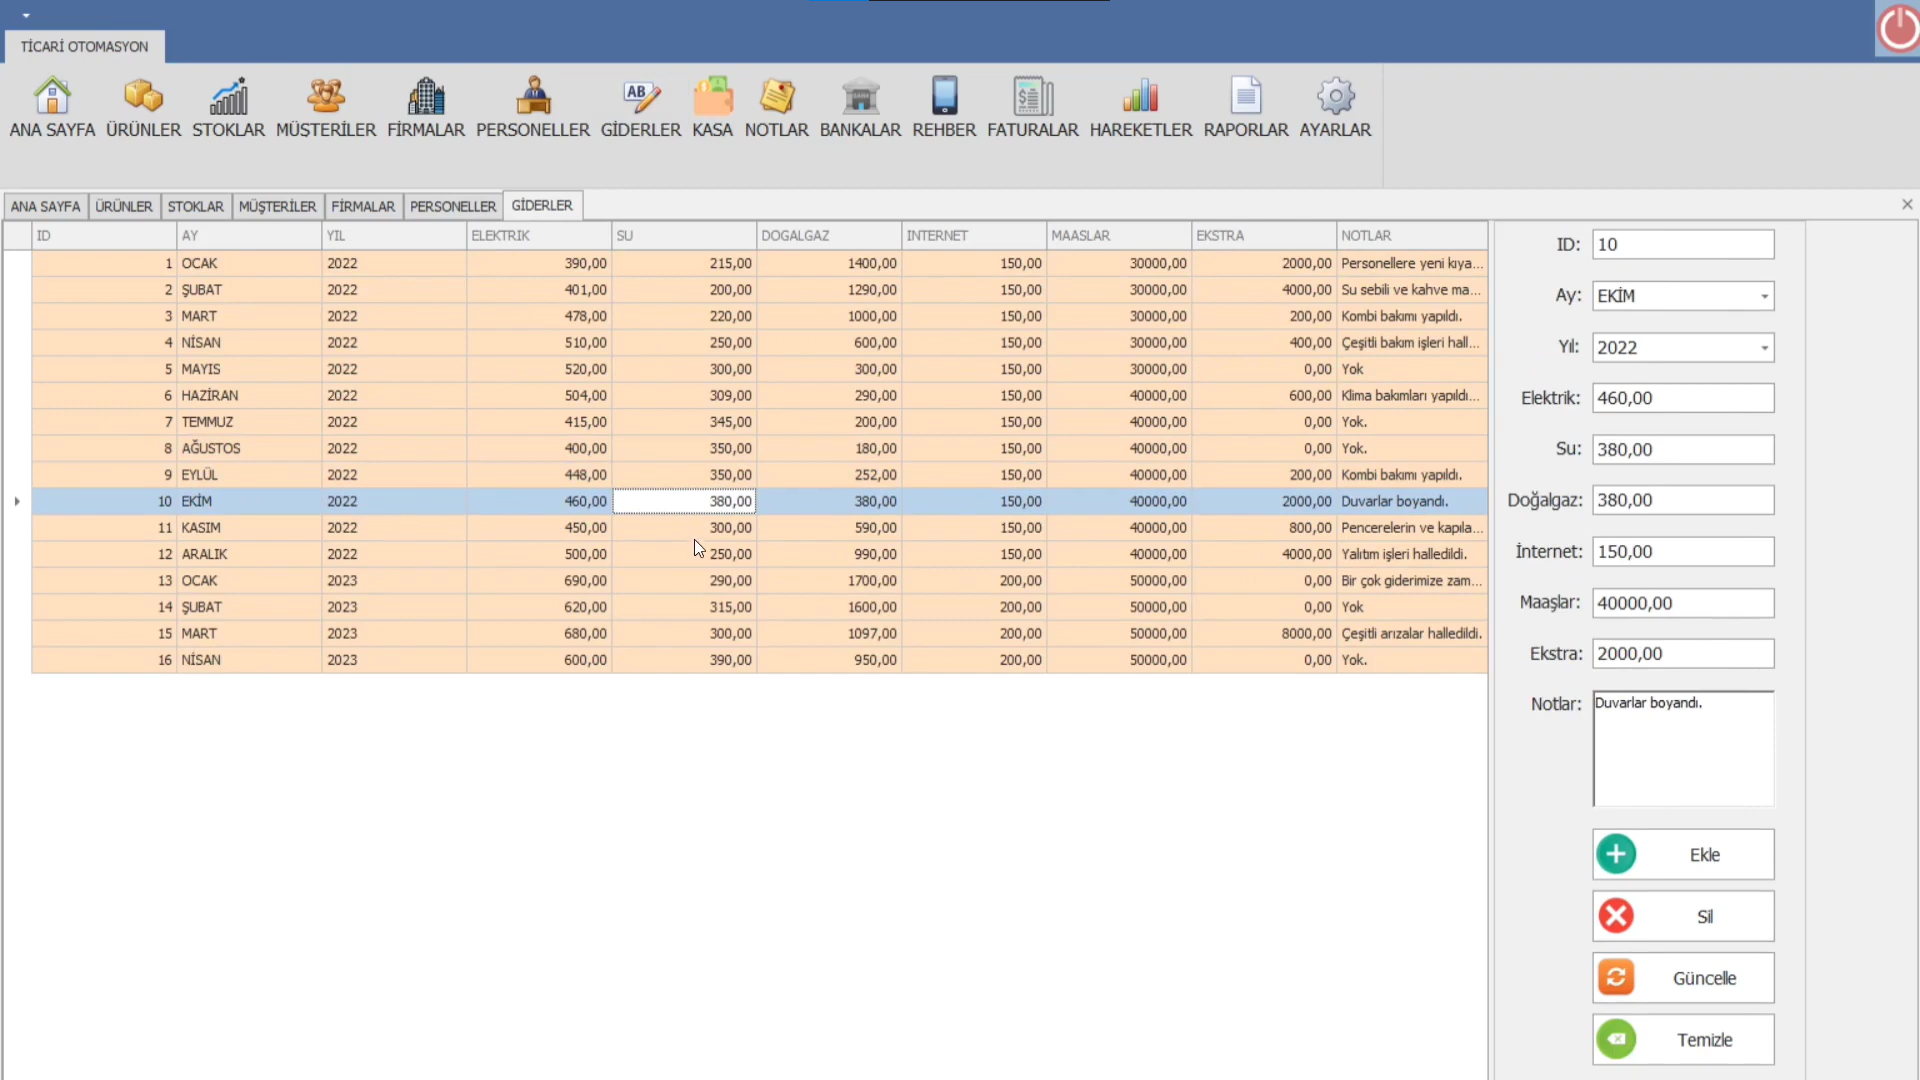 TİCARİ OTOMASYON
ANA SAYFA ÜRÜNLER STOKLAR MÜŞTERİLER FİRMALAR PERSONELLER GİDERLER KASA NOTLAR BANKALAR REHBER FATURALAR HAREKETLER RAPORLAR AYARLAR
ANA SAYFA ÜRÜNLER STOKLAR MÜŞTERİLER FİRMALAR PERSONELLER GİDERLER
ID AY YIL ELEKTRIK SU DOGALGAZ INTERNET MAASLAR EKSTRA NOTLAR
1 OCAK 2022 390,00 215,00 1400,00 150,00 30000,00 2000,00 Personellere yeni kıya...
2 ŞUBAT 2022 401,00 200,00 1290,00 150,00 30000,00 4000,00 Su sebili ve kahve ma...
3 MART 2022 478,00 220,00 1000,00 150,00 30000,00 200,00 Kombi bakımı yapıldı.
4 NİSAN 2022 510,00 250,00 600,00 150,00 30000,00 400,00 Çeşitli bakım işleri hall...
5 MAYIS 2022 520,00 300,00 300,00 150,00 30000,00 0,00 Yok
6 HAZİRAN 2022 504,00 309,00 290,00 150,00 40000,00 600,00 Klima bakımları yapıldı...
7 TEMMUZ 2022 415,00 345,00 200,00 150,00 40000,00 0,00 Yok.
8 AĞUSTOS 2022 400,00 350,00 180,00 150,00 40000,00 0,00 Yok.
9 EYLÜL 2022 448,00 350,00 252,00 150,00 40000,00 200,00 Kombi bakımı yapıldı.
10 EKİM 2022 460,00 380,00 380,00 150,00 40000,00 2000,00 Duvarlar boyandı.
11 KASIM 2022 450,00 300,00 590,00 150,00 40000,00 800,00 Pencerelerin ve kapıla...
12 ARALIK 2022 500,00 250,00 990,00 150,00 40000,00 4000,00 Yalıtım işleri halledildi.
13 OCAK 2023 690,00 290,00 1700,00 200,00 50000,00 0,00 Bir çok giderimize zam...
14 ŞUBAT 2023 620,00 315,00 1600,00 200,00 50000,00 0,00 Yok
15 MART 2023 680,00 300,00 1097,00 200,00 50000,00 8000,00 Çeşitli arızalar halledildi.
16 NİSAN 2023 600,00 390,00 950,00 200,00 50000,00 0,00 Yok.
ID: 10
Ay: EKİM
Yıl: 2022
Elektrik: 460,00
Su: 380,00
Doğalgaz: 380,00
İnternet: 150,00
Maaşlar: 40000,00
Ekstra: 2000,00
Notlar: Duvarlar boyandı.
Ekle
Sil
Güncelle
Temizle